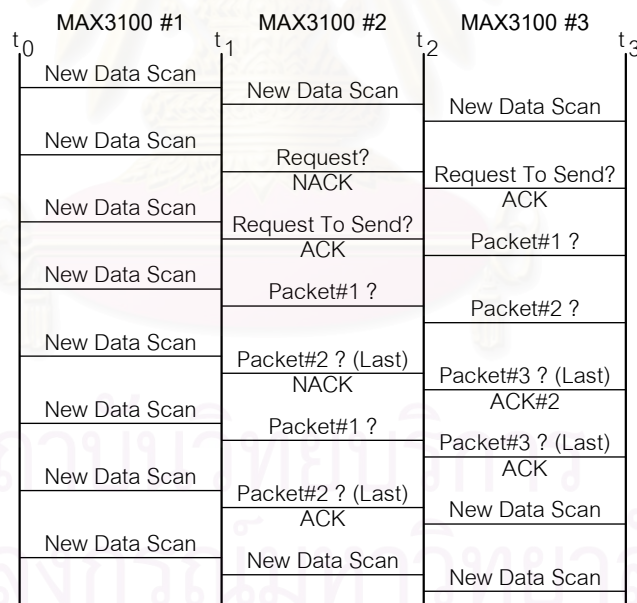 MAX3100 #1 MAX3100 #2 MAX3100 #3
t0 t1 t2 t3
New Data Scan
New Data Scan
New Data Scan
New Data Scan
Request?
NACK
Request To Send?
ACK
New Data Scan
Request To Send?
ACK
Packet#1 ?
New Data Scan
Packet#1 ?
Packet#2 ?
New Data Scan
Packet#2 ? (Last)
NACK
Packet#3 ? (Last)
ACK#2
New Data Scan
Packet#1 ?
Packet#3 ? (Last)
ACK
New Data Scan
Packet#2 ? (Last)
ACK
New Data Scan
New Data Scan
New Data Scan
New Data Scan